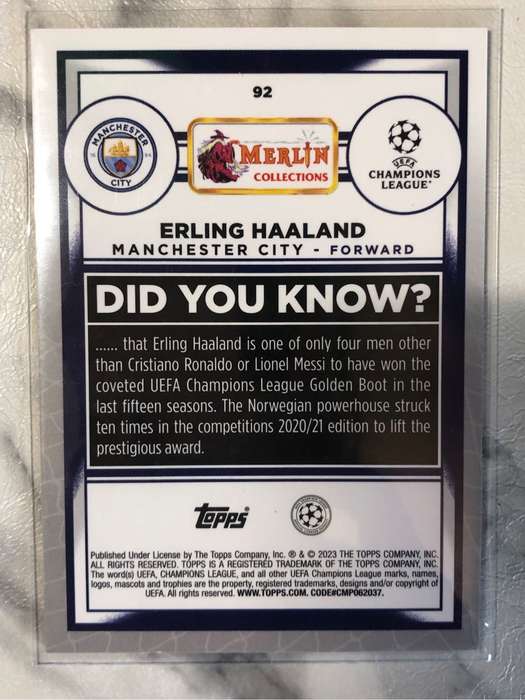 92
MANCHESTER
CITY
MERLIN
COLLECTIONS
UEFA
CHAMPIONS
LEAGUE
ERLING HAALAND
MANCHESTER CITY - FORWARD
DID YOU KNOW?
...... that Erling Haaland is one of only four men other
than Cristiano Ronaldo or Lionel Messi to have won the
coveted UEFA Champions League Golden Boot in the
last fifteen seasons. The Norwegian powerhouse struck
ten times in the competitions 2020/21 edition to lift the
prestigious award.
Topps
Published Under License by The Topps Company, Inc. ® & © 2023 THE TOPPS COMPANY, INC.
ALL RIGHTS RESERVED. TOPPS IS A REGISTERED TRADEMARK OF THE TOPPS COMPANY, INC.
The word(s) UEFA, CHAMPIONS LEAGUE, and all other UEFA Champions League marks, names,
logos, mascots and trophies are the property, registered trademarks, designs and/or copyright of
UEFA. All rights reserved. WWW.TOPPS.COM. CODE#CMP062037.